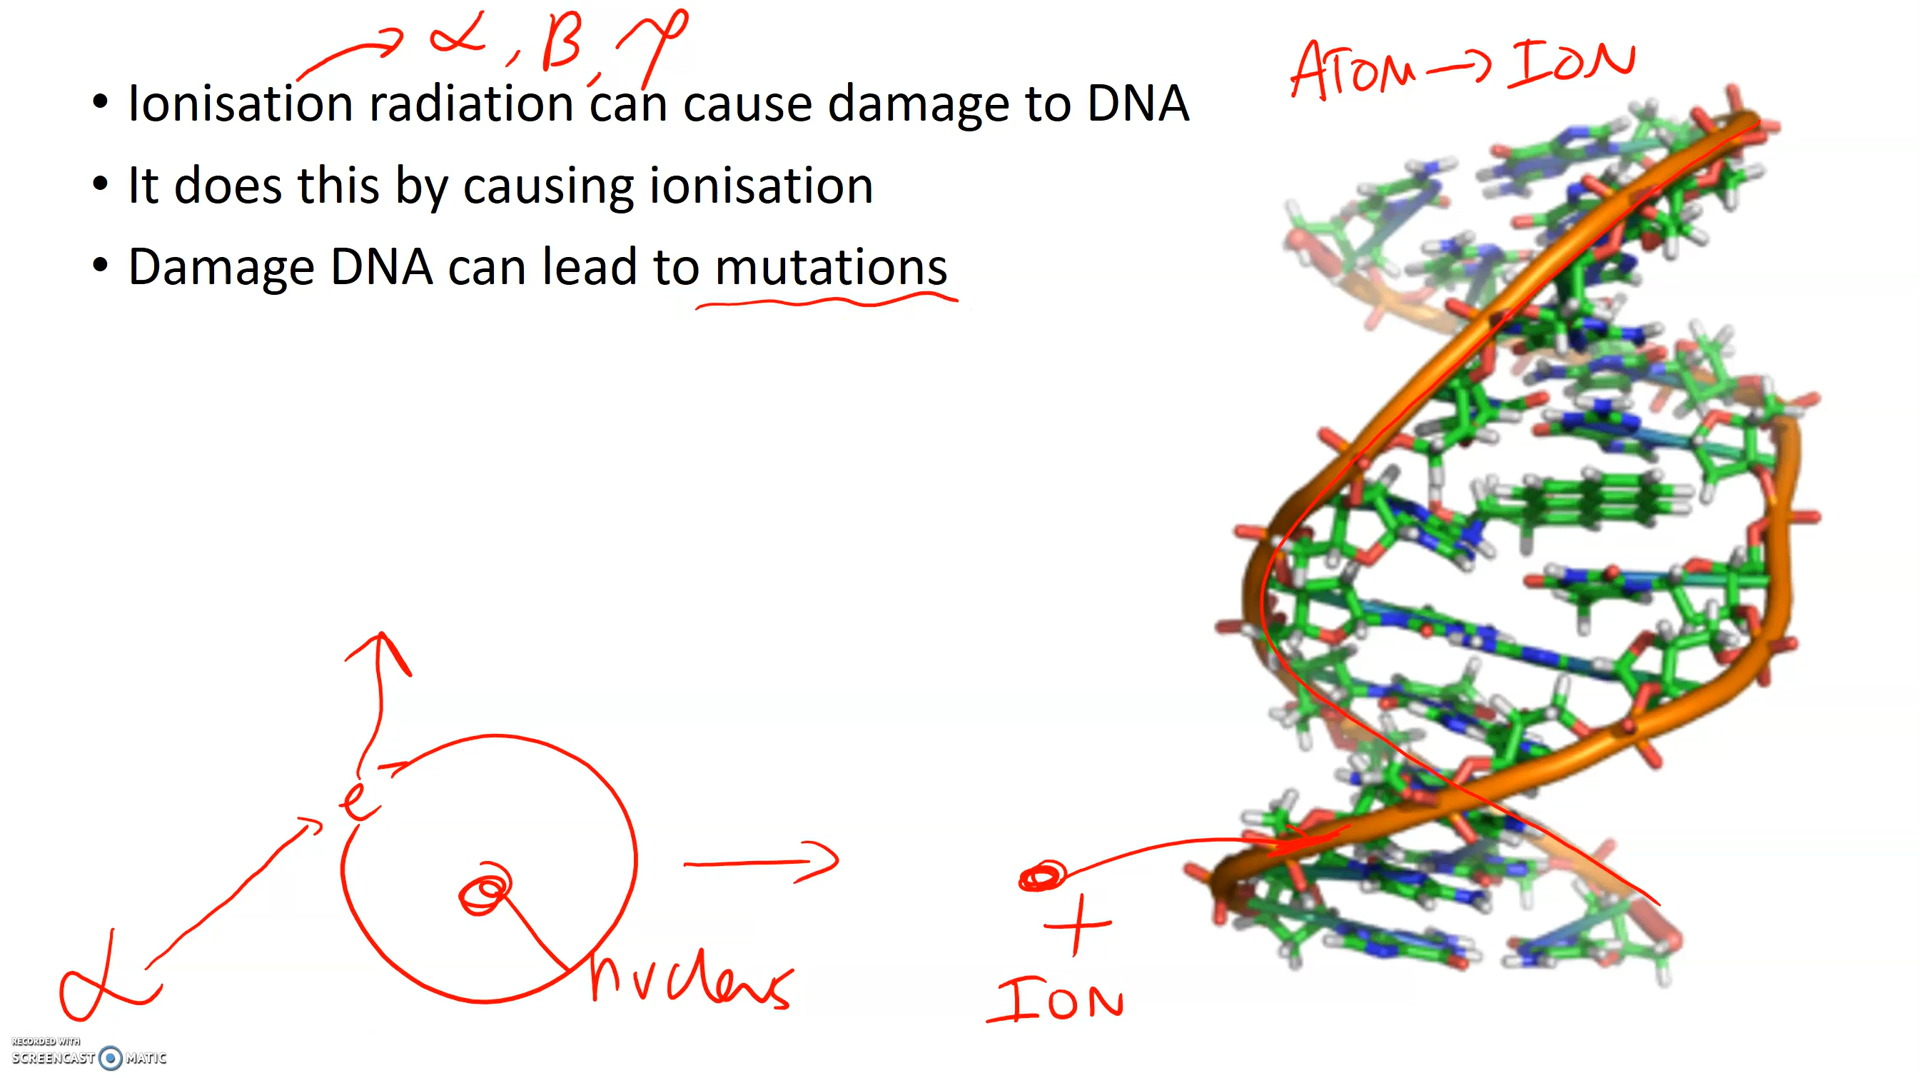 α, β, γ
• Ionisation radiation can cause damage to DNA
• It does this by causing ionisation
• Damage DNA can lead to mutations
ATOM → ION
e⁻
α
nucleus
+
ION
RECORDED WITH
SCREENCAST MATIC